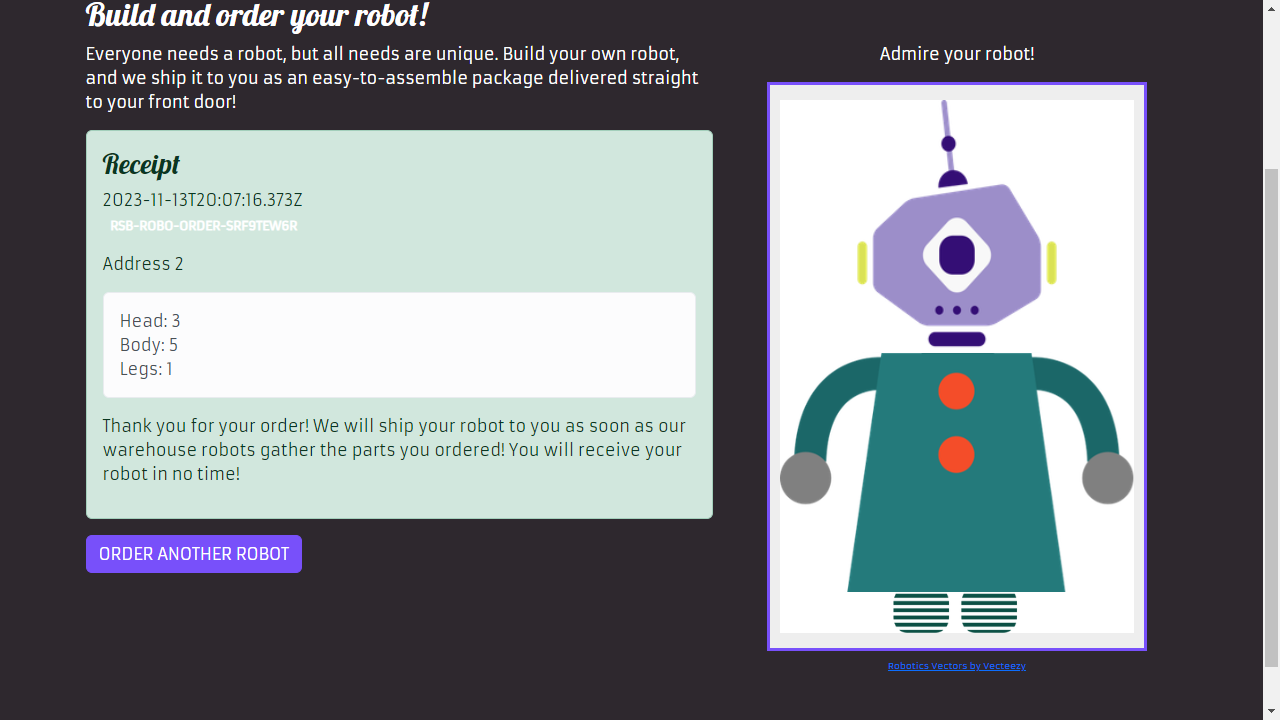 Build and order your robot!
Everyone needs a robot, but all needs are unique. Build your own robot,
and we ship it to you as an easy-to-assemble package delivered straight
to your front door!
Receipt
2023-11-13T20:07:16.373Z
RSB-ROBO-ORDER-SRF9TEW6R
Address 2
Head: 3
Body: 5
Legs: 1
Thank you for your order! We will ship your robot to you as soon as our
warehouse robots gather the parts you ordered! You will receive your
robot in no time!
ORDER ANOTHER ROBOT
Admire your robot!
Robotics Vectors by Vecteezy